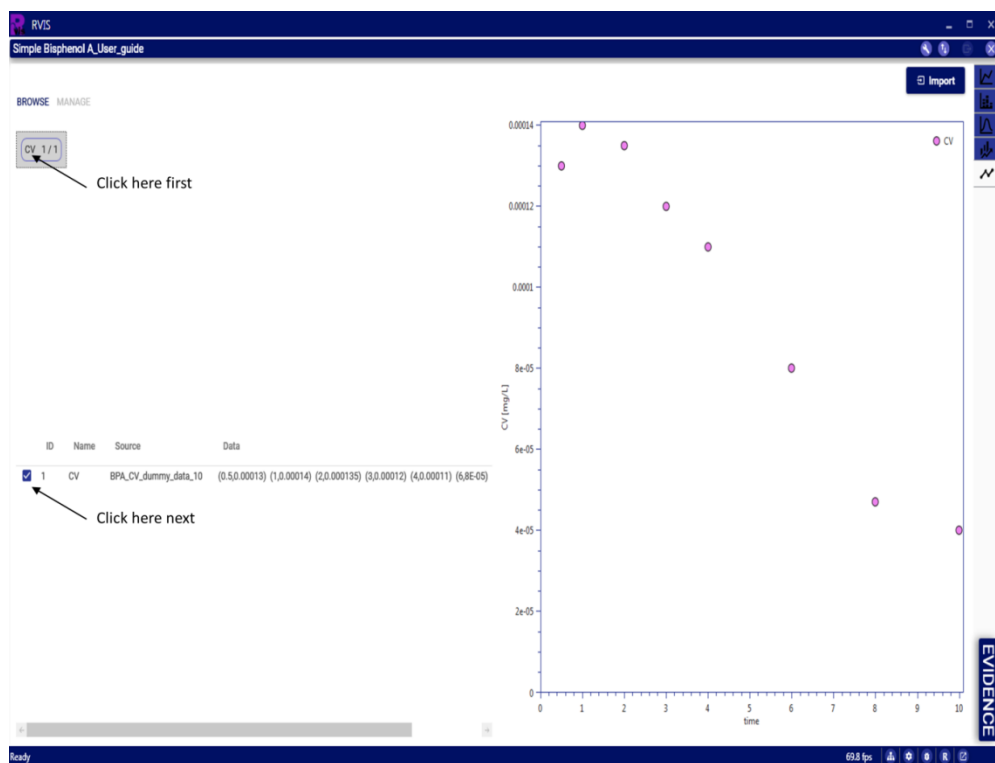 RVIS
Simple Bisphenol A_User_guide
Import
BROWSE MANAGE
CV 1 / 1
Click here first
0.00014
CV
0.00012
0.0001
8e-05
CV [mg/L]
6e-05
4e-05
2e-05
0
0 1 2 3 4 5 6 7 8 9 10
time
ID Name Source Data
1 CV BPA_CV_dummy_data_10 (0.5,0.00013) (1,0.00014) (2,0.000135) (3,0.00012) (4,0.00011) (6,8E-05)
Click here next
EVIDENCE
Ready
69.8 fps
R